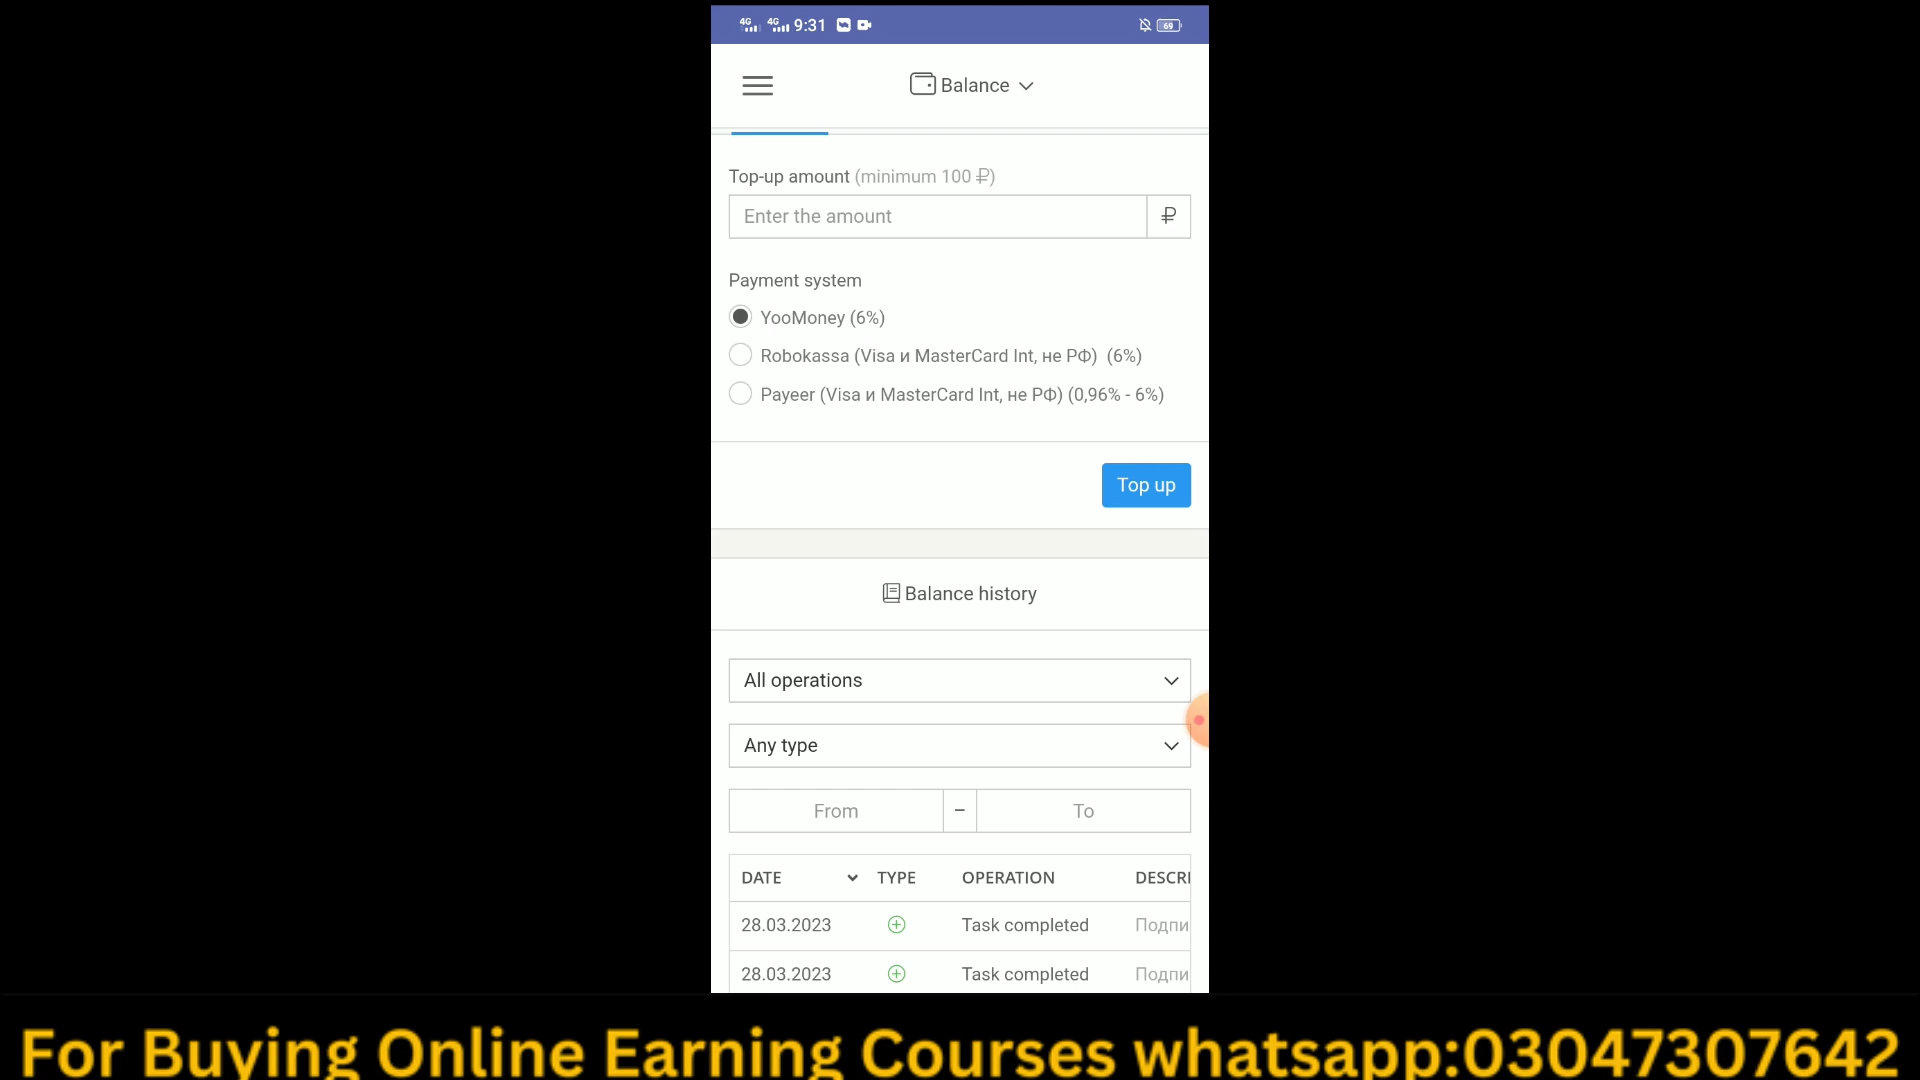 4G 4G 9:31 69
Balance
Top-up amount (minimum 100 ₽)
Enter the amount ₽
Payment system
YooMoney (6%)
Robokassa (Visa и MasterCard Int, не РФ) (6%)
Payeer (Visa и MasterCard Int, не РФ) (0,96% - 6%)
Top up
Balance history
All operations
Any type
From – To
DATE TYPE OPERATION DESCRI
28.03.2023 Task completed Подпи
28.03.2023 Task completed Подпи
For Buying Online Earning Courses whatsapp:03047307642